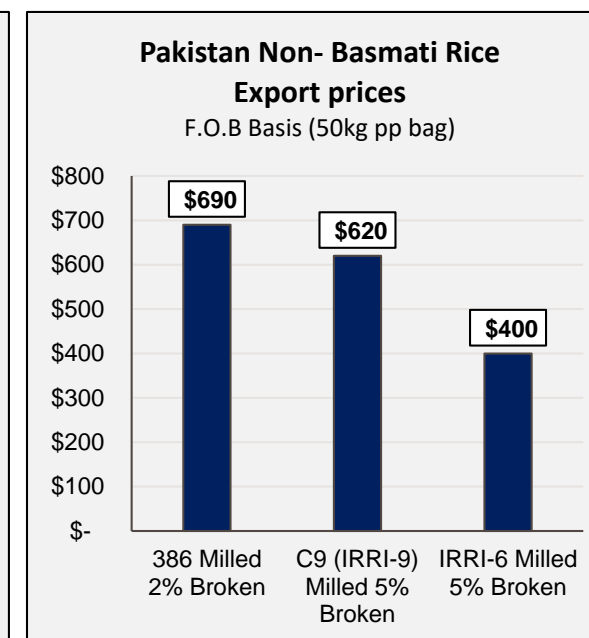 Pakistan Non- Basmati Rice
Export prices
F.O.B Basis (50kg pp bag)
$800
$700
$600
$500
$400
$300
$200
$100
$-
$690
$620
$400
386 Milled
2% Broken
C9 (IRRI-9)
Milled 5%
Broken
IRRI-6 Milled
5% Broken